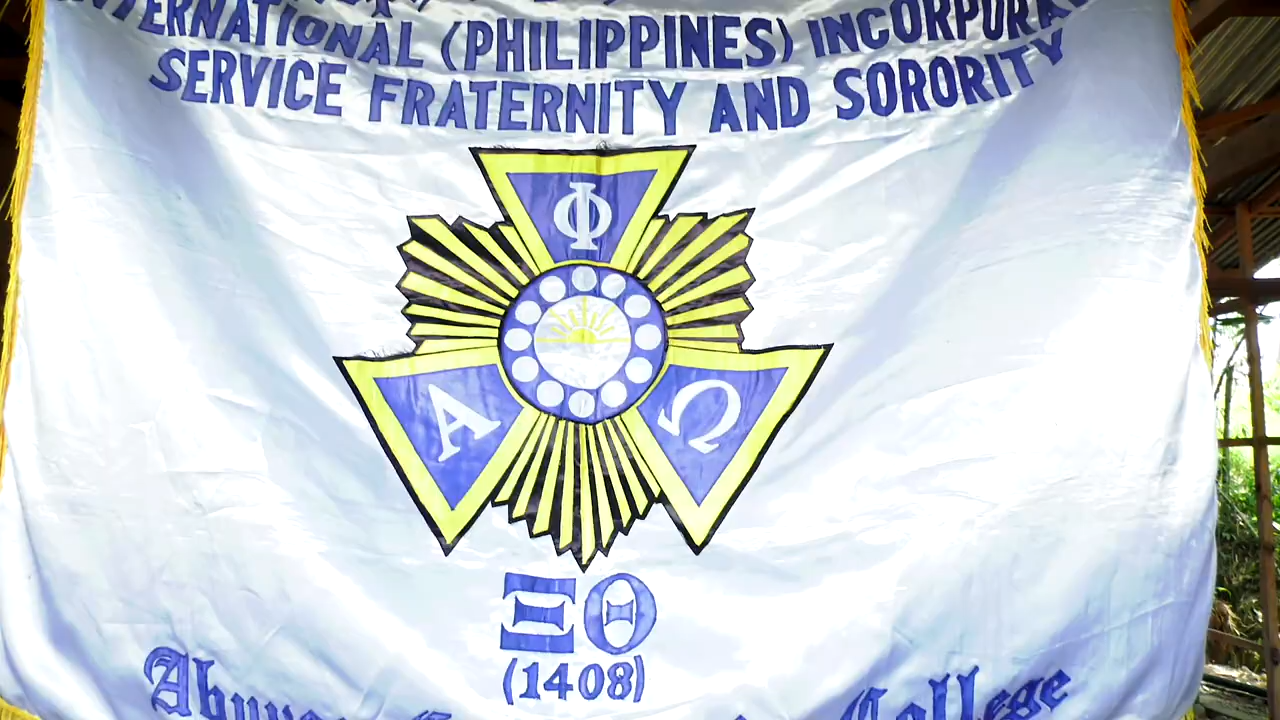 INTERNATIONAL (PHILIPPINES) INCORPORA
SERVICE FRATERNITY AND SORORITY
Φ
Α Ω
ΞΘ
(1408)
College